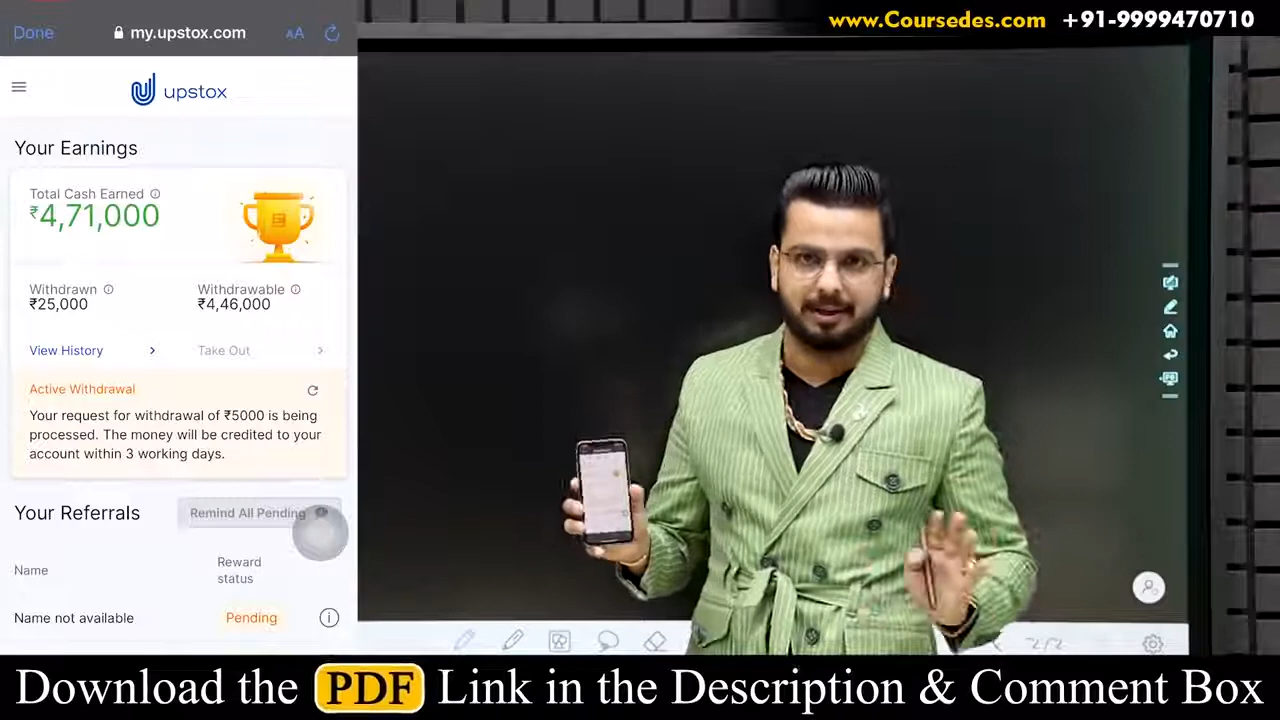 www.Coursedes.com +91-9999470710
Done
my.upstox.com
AA
upstox
Your Earnings
Total Cash Earned
₹4,71,000
Withdrawn
₹25,000
Withdrawable
₹4,46,000
View History
Take Out
Active Withdrawal
Your request for withdrawal of ₹5000 is being
processed. The money will be credited to your
account within 3 working days.
Your Referrals
Remind All Pending
Name
Reward
status
Name not available
Pending
2/2
Download the PDF Link in the Description & Comment Box